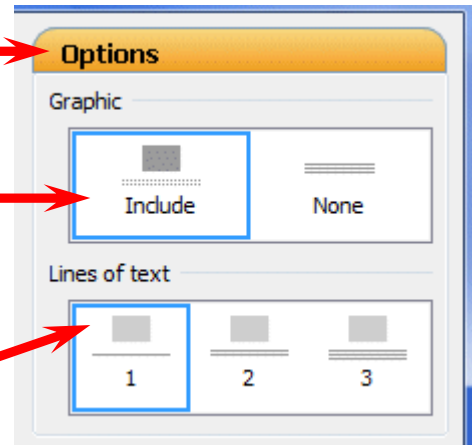 Options
Graphic
Include None
Lines of text
1 2 3